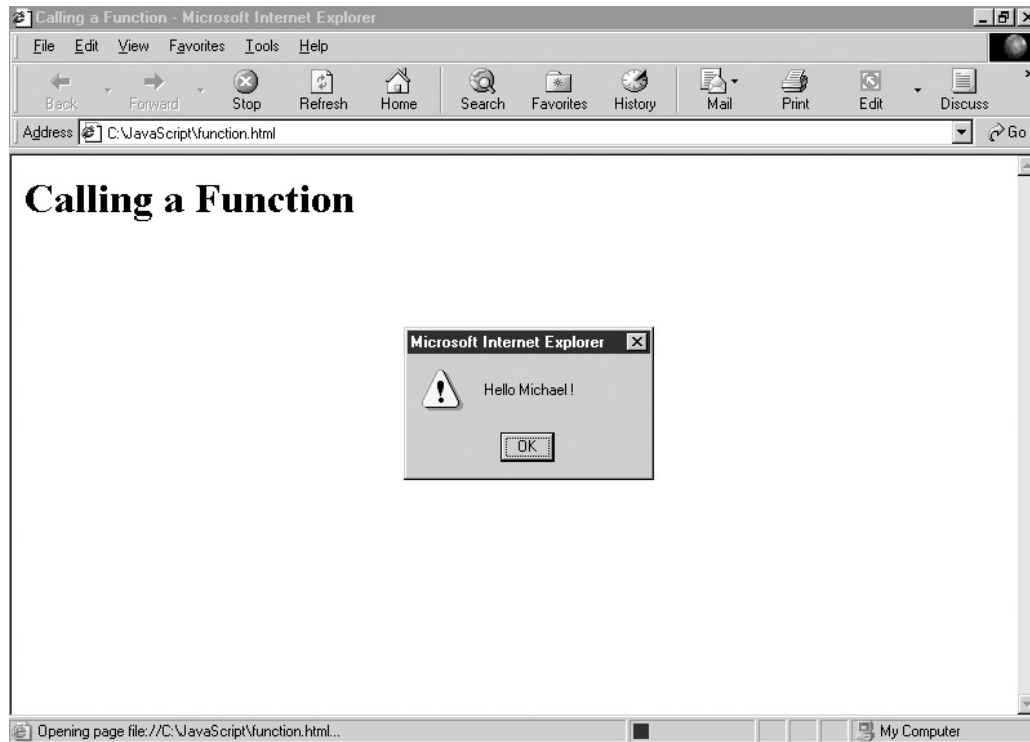 Calling a Function - Microsoft Internet Explorer
File Edit View Favorites Tools Help
Back Forward Stop Refresh Home Search Favorites History Mail Print Edit Discuss
Address C:\JavaScript\function.html Go
Calling a Function
Microsoft Internet Explorer
Hello Michael !
OK
Opening page file://C:\JavaScript\function.html... My Computer